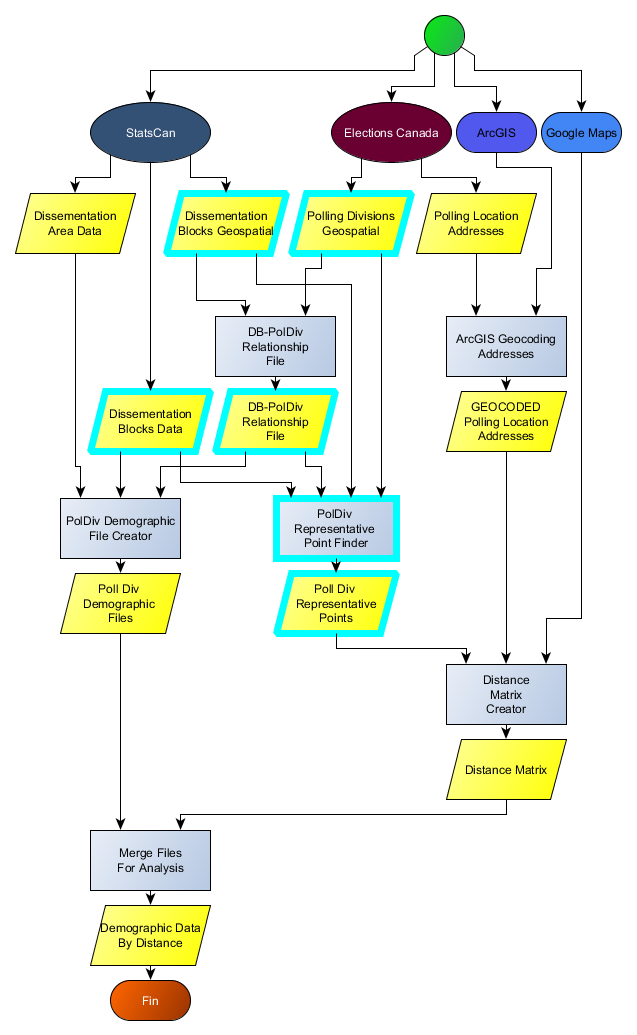 StatsCan
Elections Canada
ArcGIS
Google Maps
Dissementation
Area Data
Dissementation
Blocks Geospatial
Polling Divisions
Geospatial
Polling Location
Addresses
DB-PolDiv
Relationship
File
ArcGIS Geocoding
Addresses
Dissementation
Blocks Data
DB-PolDiv
Relationship
File
GEOCODED
Polling Location
Addresses
PolDiv Demographic
File Creator
PolDiv
Representative
Point Finder
Poll Div
Demographic
Files
Poll Div
Representative
Points
Distance
Matrix
Creator
Distance Matrix
Merge Files
For Analysis
Demographic Data
By Distance
Fin